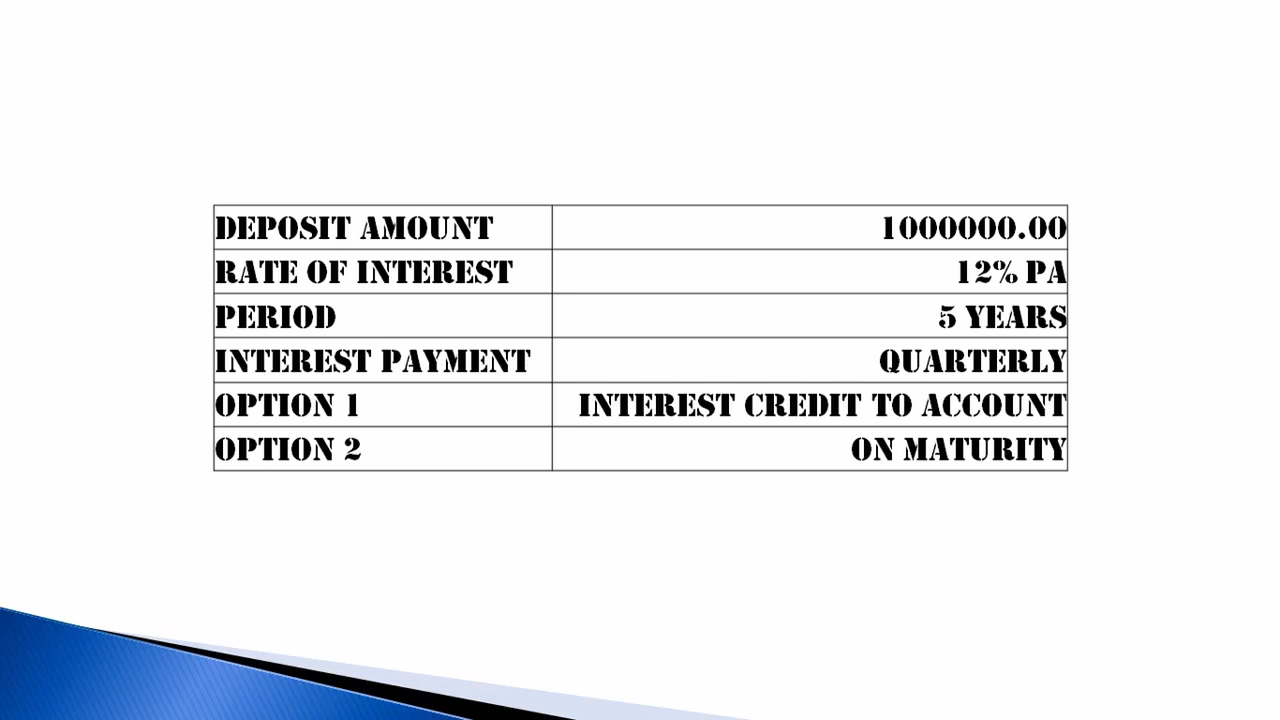 DEPOSIT AMOUNT 1000000.00
RATE OF INTEREST 12% PA
PERIOD 5 YEARS
INTEREST PAYMENT QUARTERLY
OPTION 1 INTEREST CREDIT TO ACCOUNT
OPTION 2 ON MATURITY